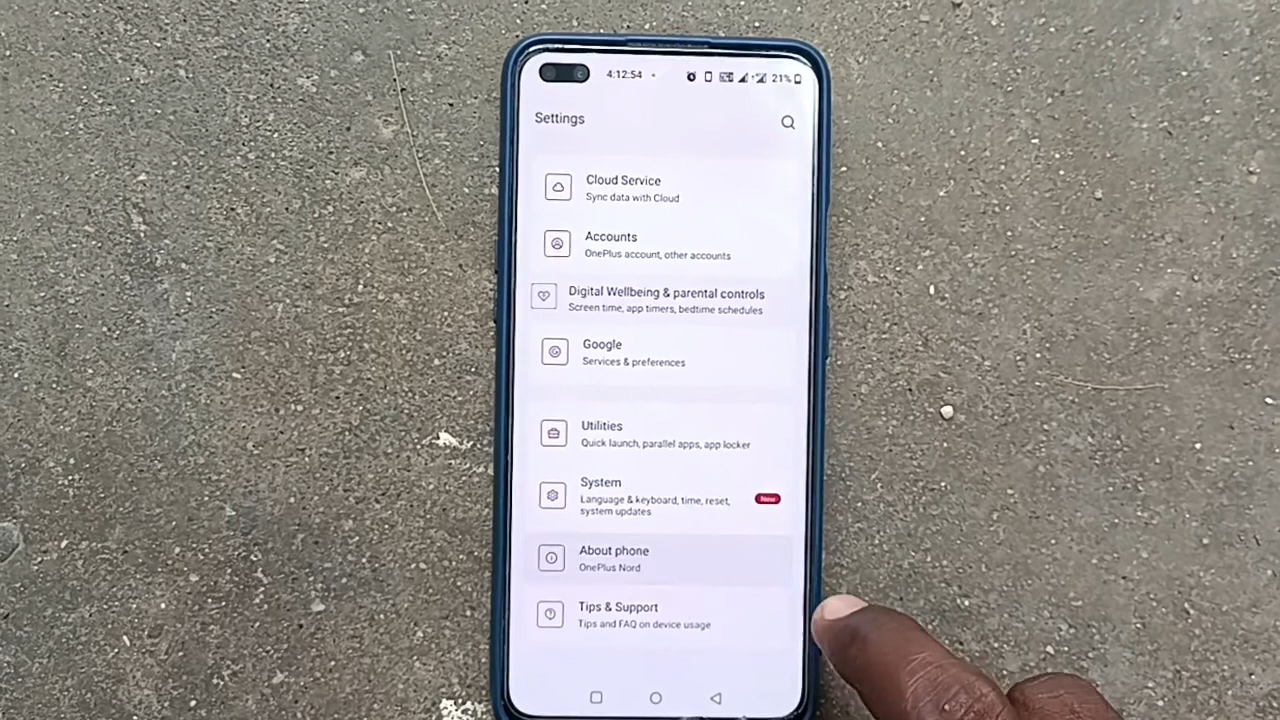 4:12:54
21%
Settings
Cloud Service
Sync data with Cloud
Accounts
OnePlus account, other accounts
Digital Wellbeing & parental controls
Screen time, app timers, bedtime schedules
Google
Services & preferences
Utilities
Quick launch, parallel apps, app locker
System
Language & keyboard, time, reset,
system updates
New
About phone
OnePlus Nord
Tips & Support
Tips and FAQ on device usage